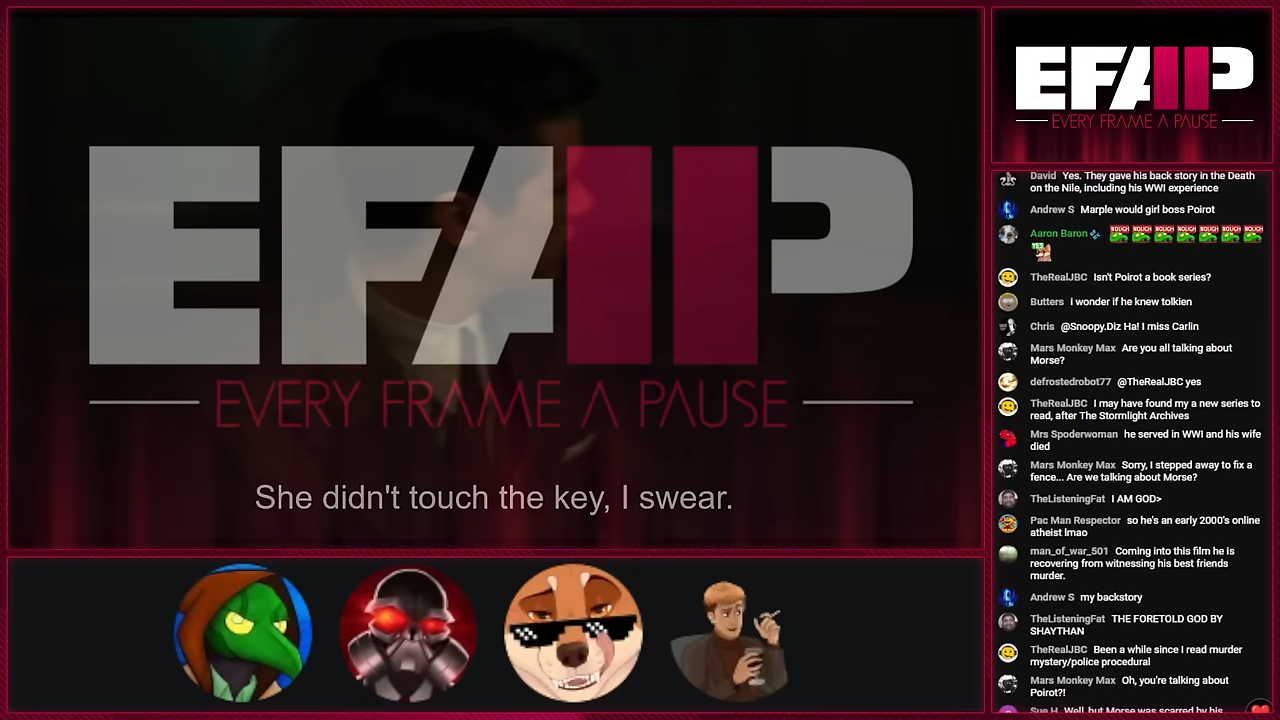 EFAP
EVERY FRAME A PAUSE
She didn't touch the key, I swear.
EFAP
EVERY FRAME A PAUSE
David Yes. They gave his back story in the Death
on the Nile, including his WWI experience
Andrew S Marple would girl boss Poirot
Aaron Baron
TheRealJBC Isn't Poirot a book series?
Butters i wonder if he knew tolkien
Chris @Snoopy.Diz Ha! I miss Carlin
Mars Monkey Max Are you all talking about
Morse?
defrostedrobot77 @TheRealJBC yes
TheRealJBC I may have found my a new series to
read, after The Stormlight Archives
Mrs Spoderwoman he served in WWI and his wife
died
Mars Monkey Max Sorry, I stepped away to fix a
fence... Are we talking about Morse?
TheListeningFat I AM GOD>
Pac Man Respector so he's an early 2000's online
atheist lmao
man_of_war_501 Coming into this film he is
recovering from witnessing his best friends
murder.
Andrew S my backstory
TheListeningFat THE FORETOLD GOD BY
SHAYTHAN
TheRealJBC Been a while since I read murder
mystery/police procedural
Mars Monkey Max Oh, you're talking about
Poirot?!
Sue H Well, but Morse was scarred by his